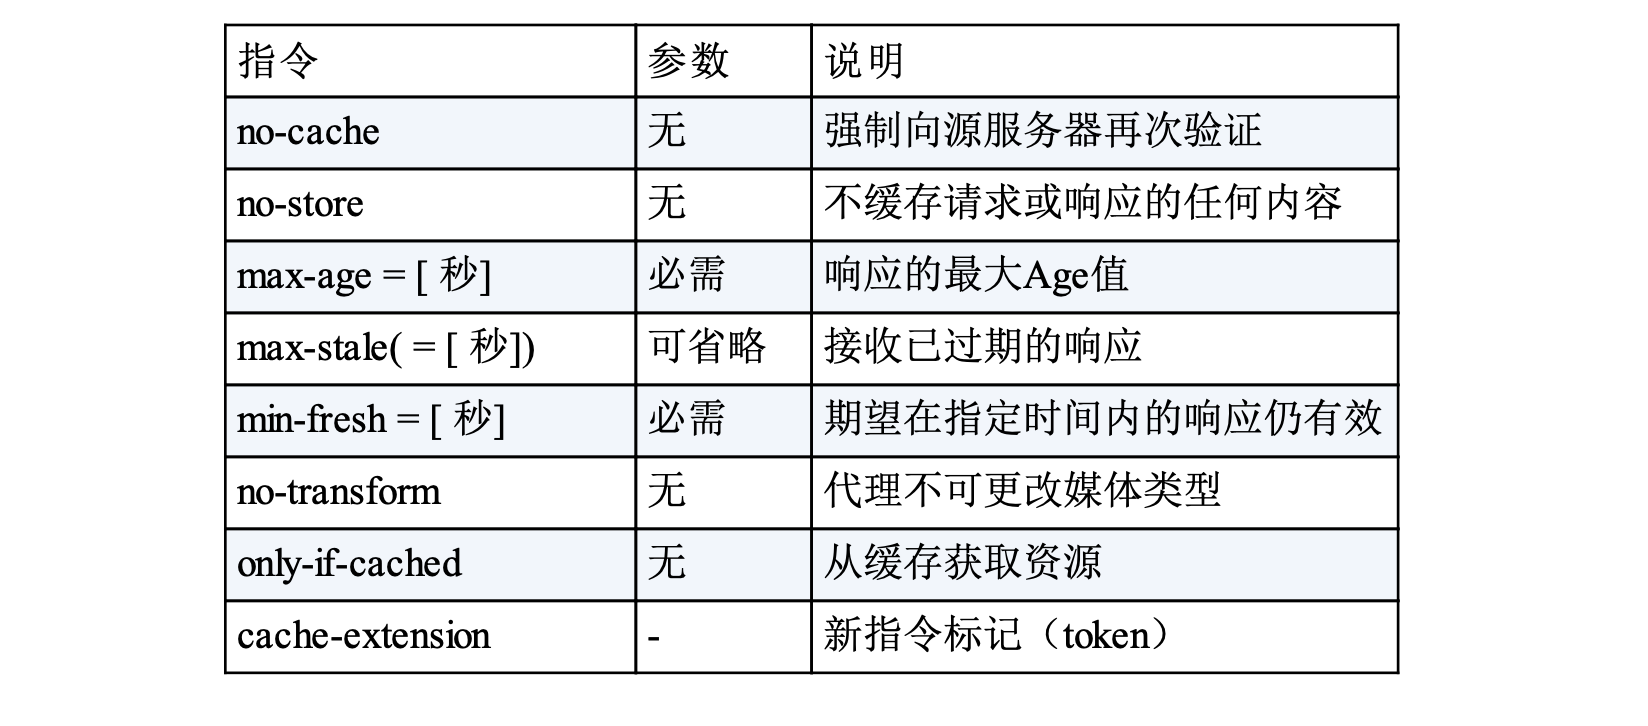 指令 参数 说明
no-cache 无 强制向源服务器再次验证
no-store 无 不缓存请求或响应的任何内容
max-age = [ 秒] 必需 响应的最大Age值
max-stale( = [ 秒]) 可省略 接收已过期的响应
min-fresh = [ 秒] 必需 期望在指定时间内的响应仍有效
no-transform 无 代理不可更改媒体类型
only-if-cached 无 从缓存获取资源
cache-extension - 新指令标记（token）